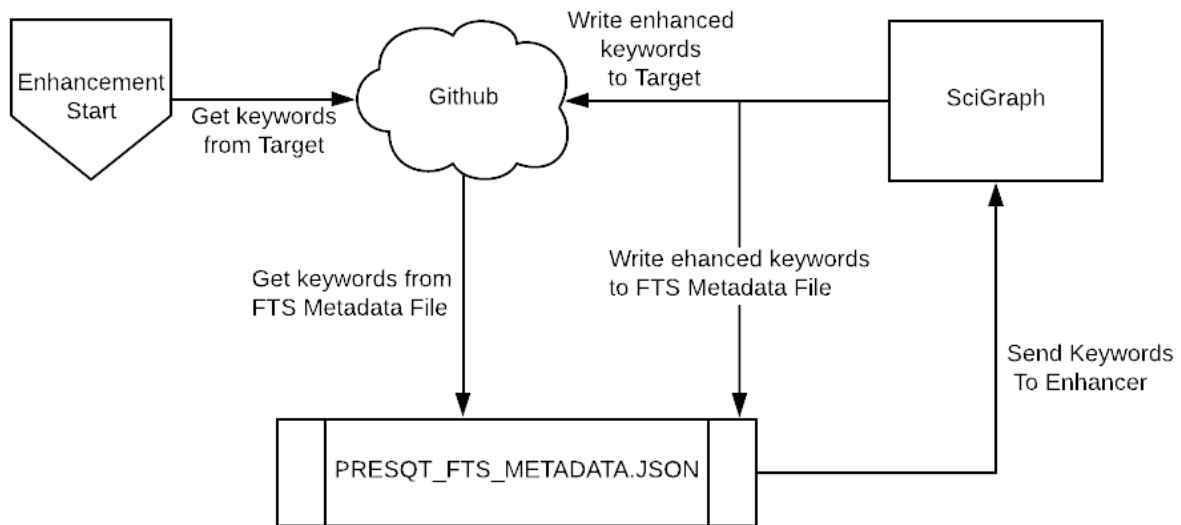 Enhancement
Start
Get keywords
from Target
Github
Write enhanced
keywords
to Target
SciGraph
Get keywords from
FTS Metadata File
Write ehanced keywords
to FTS Metadata File
Send Keywords
To Enhancer
PRESQT_FTS_METADATA.JSON